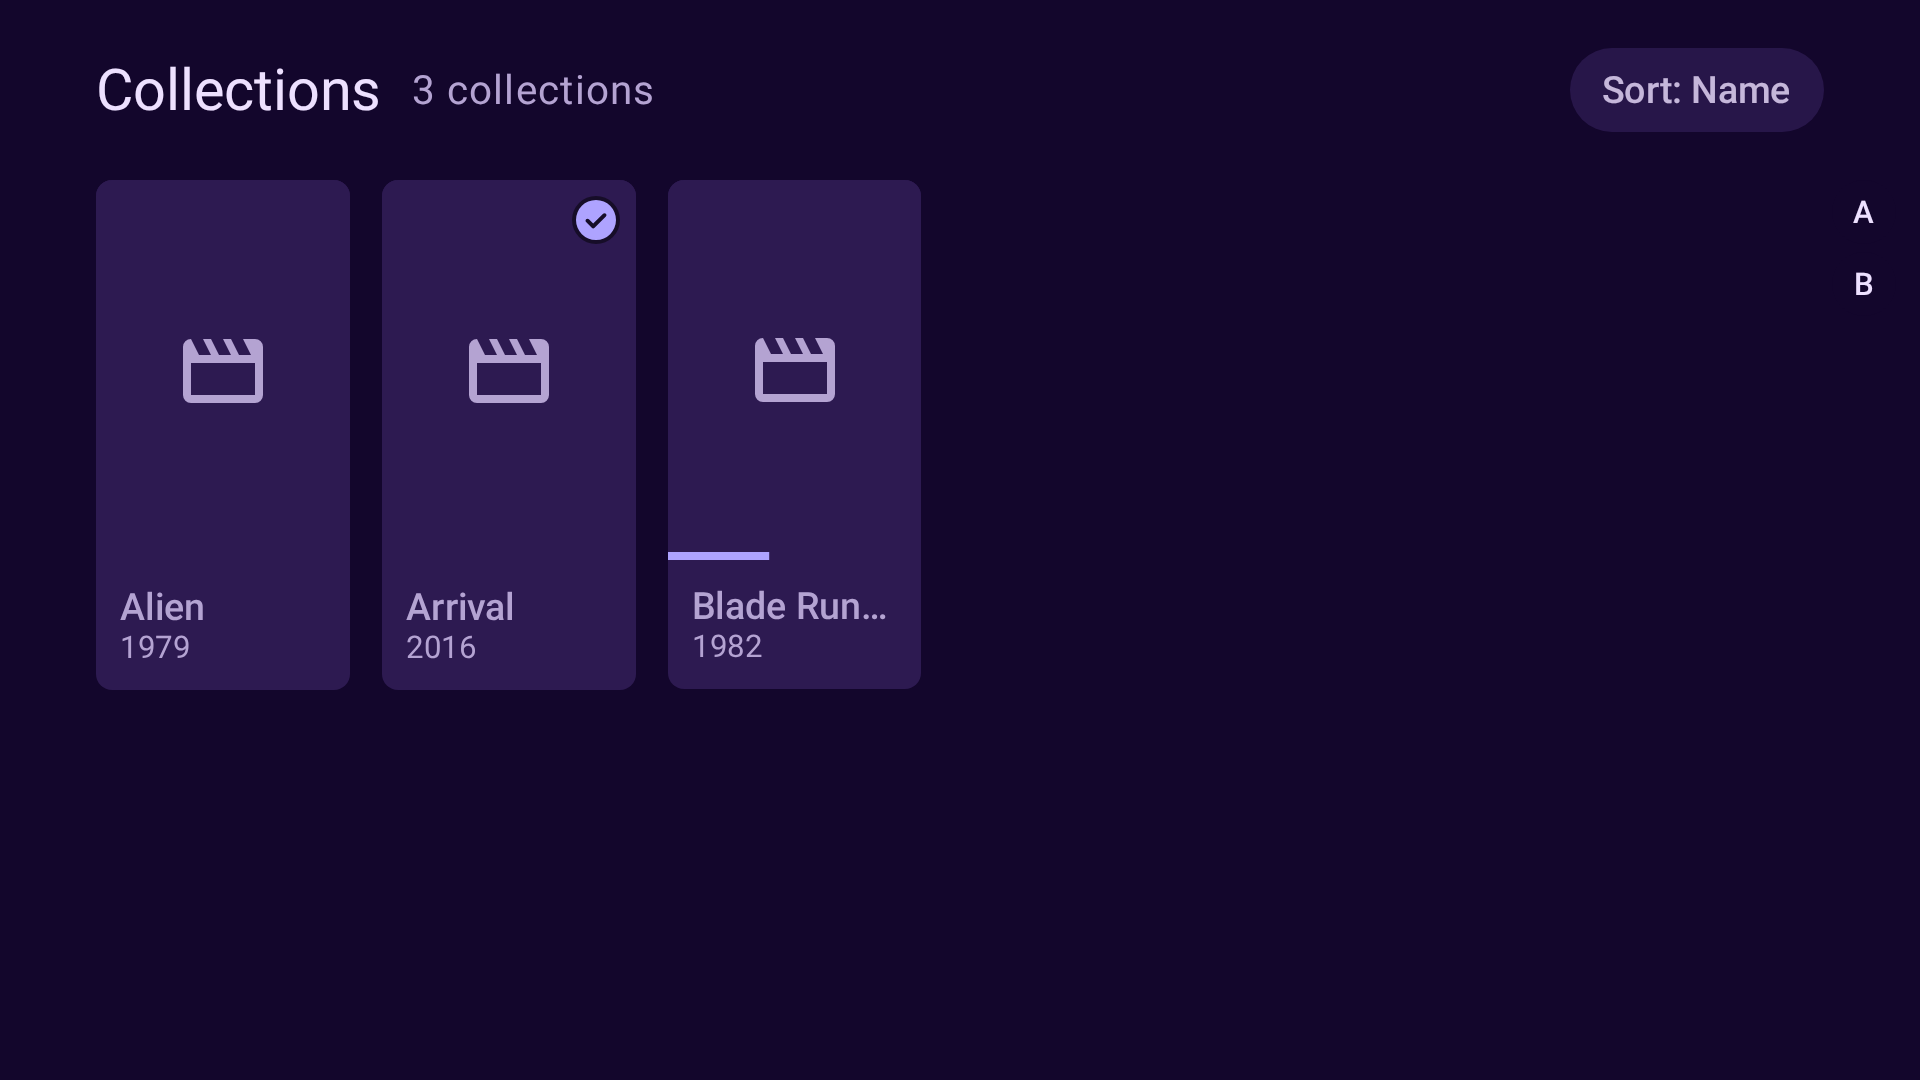 Collections
3 collections
Sort: Name
A
B
Alien
1979
Arrival
2016
Blade Run...
1982